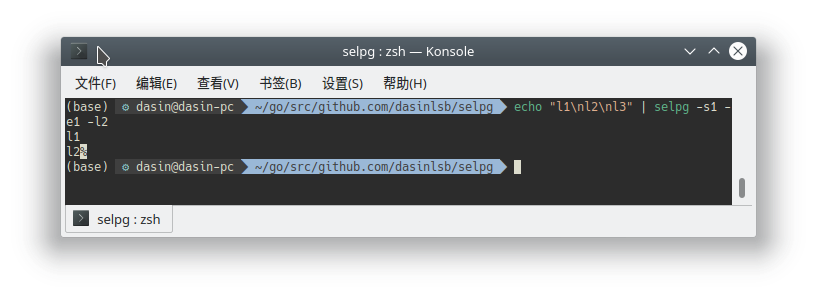 selpg : zsh — Konsole
文件(F) 编辑(E) 查看(V) 书签(B) 设置(S) 帮助(H)
(base) ⚙ dasin@dasin-pc ~/go/src/github.com/dasinlsb/selpg echo "l1\nl2\nl3" | selpg -s1 -
e1 -l2
l1
l2%
(base) ⚙ dasin@dasin-pc ~/go/src/github.com/dasinlsb/selpg
selpg : zsh